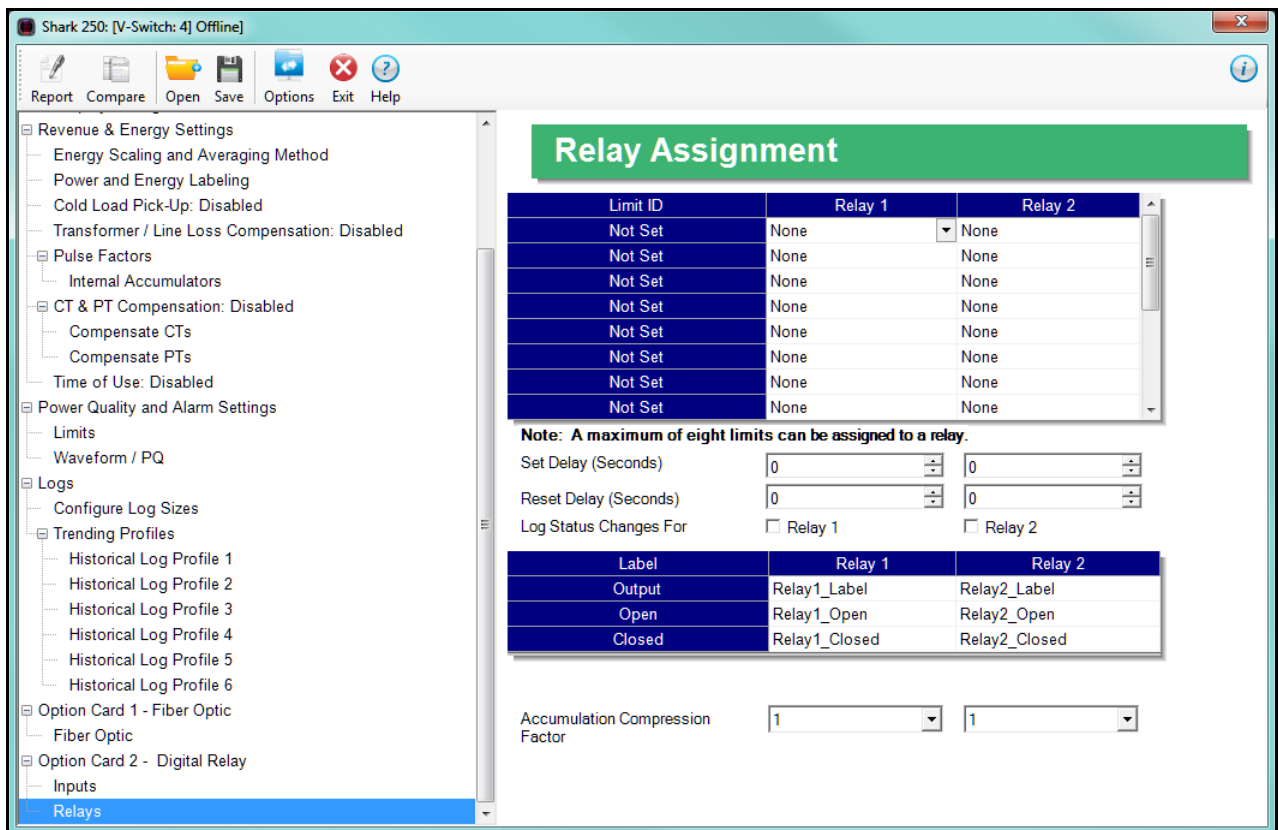 Shark 250: [V-Switch: 4] Offline]
Report Compare Open Save Options Exit Help
Revenue & Energy Settings
Energy Scaling and Averaging Method
Power and Energy Labeling
Cold Load Pick-Up: Disabled
Transformer / Line Loss Compensation: Disabled
Pulse Factors
Internal Accumulators
CT & PT Compensation: Disabled
Compensate CTs
Compensate PTs
Time of Use: Disabled
Power Quality and Alarm Settings
Limits
Waveform / PQ
Logs
Configure Log Sizes
Trending Profiles
Historical Log Profile 1
Historical Log Profile 2
Historical Log Profile 3
Historical Log Profile 4
Historical Log Profile 5
Historical Log Profile 6
Option Card 1 - Fiber Optic
Fiber Optic
Option Card 2 - Digital Relay
Inputs
Relays
Relay Assignment
Limit ID Relay 1 Relay 2
Not Set None None
Not Set None None
Not Set None None
Not Set None None
Not Set None None
Not Set None None
Not Set None None
Not Set None None
Note: A maximum of eight limits can be assigned to a relay.
Set Delay (Seconds) 0 0
Reset Delay (Seconds) 0 0
Log Status Changes For Relay 1 Relay 2
Label Relay 1 Relay 2
Output Relay1_Label Relay2_Label
Open Relay1_Open Relay2_Open
Closed Relay1_Closed Relay2_Closed
Accumulation Compression 1 1
Factor